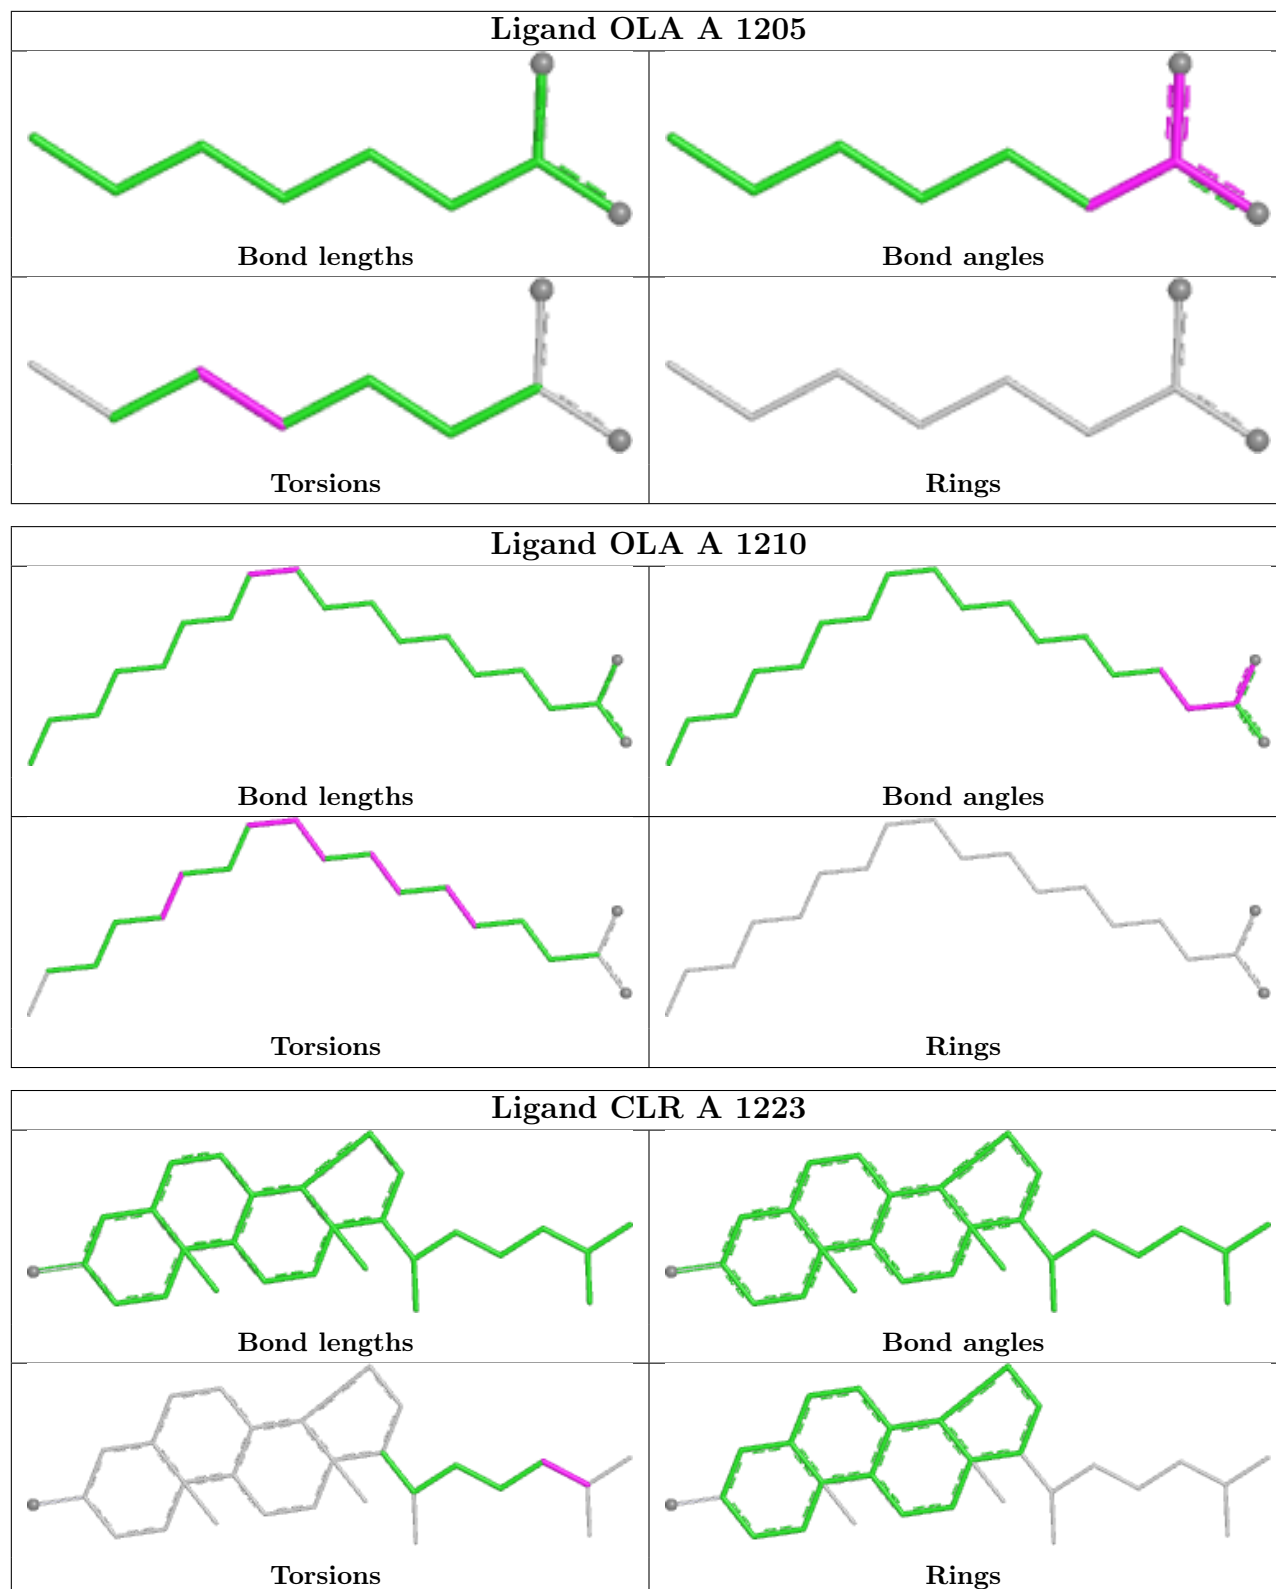 Ligand OLA A 1205
Bond lengths
Bond angles
Torsions
Rings
Ligand OLA A 1210
Bond lengths
Bond angles
Torsions
Rings
Ligand CLR A 1223
Bond lengths
Bond angles
Torsions
Rings